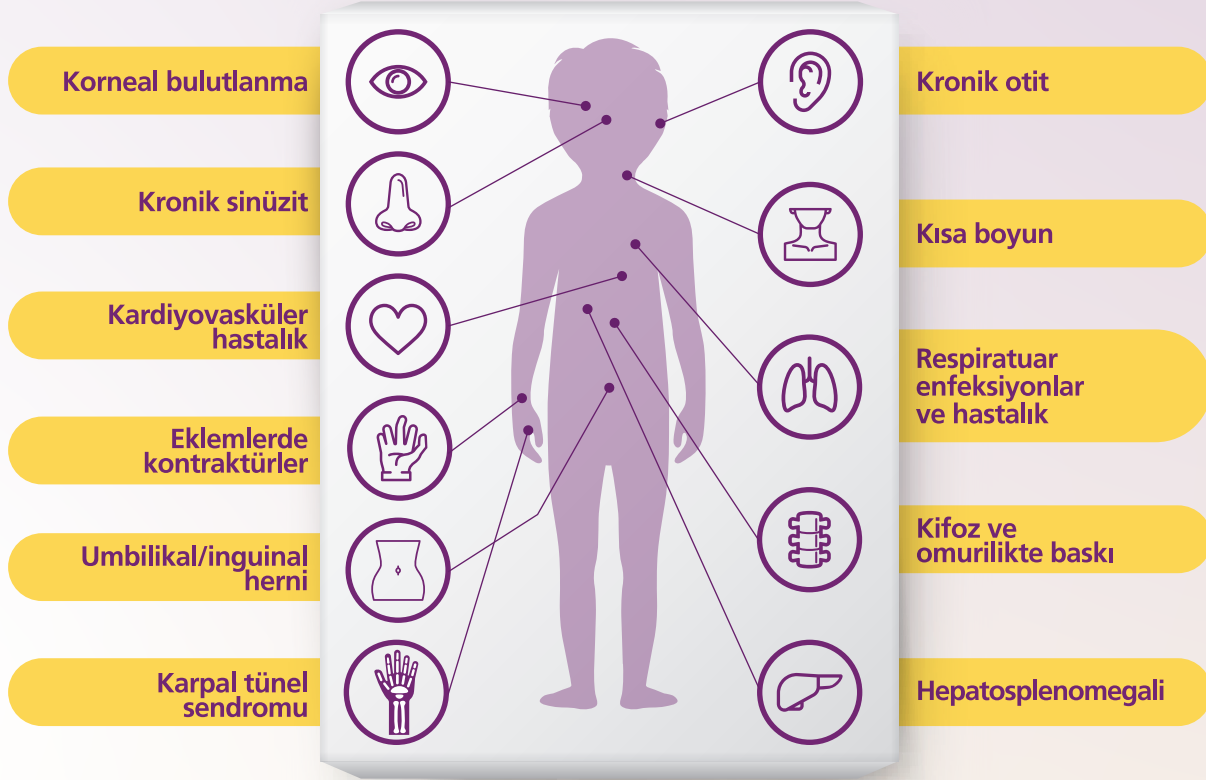 Korneal bulutlanma
Kronik sinüzit
Kardiyovasküler
hastalık
Eklemlerde
kontraktürler
Umbilikal/inguinal
herni
Karpal tünel
sendromu
Kronik otit
Kısa boyun
Respiratuar
enfeksiyonlar
ve hastalık
Kifoz ve
omurilikte baskı
Hepatosplenomegali